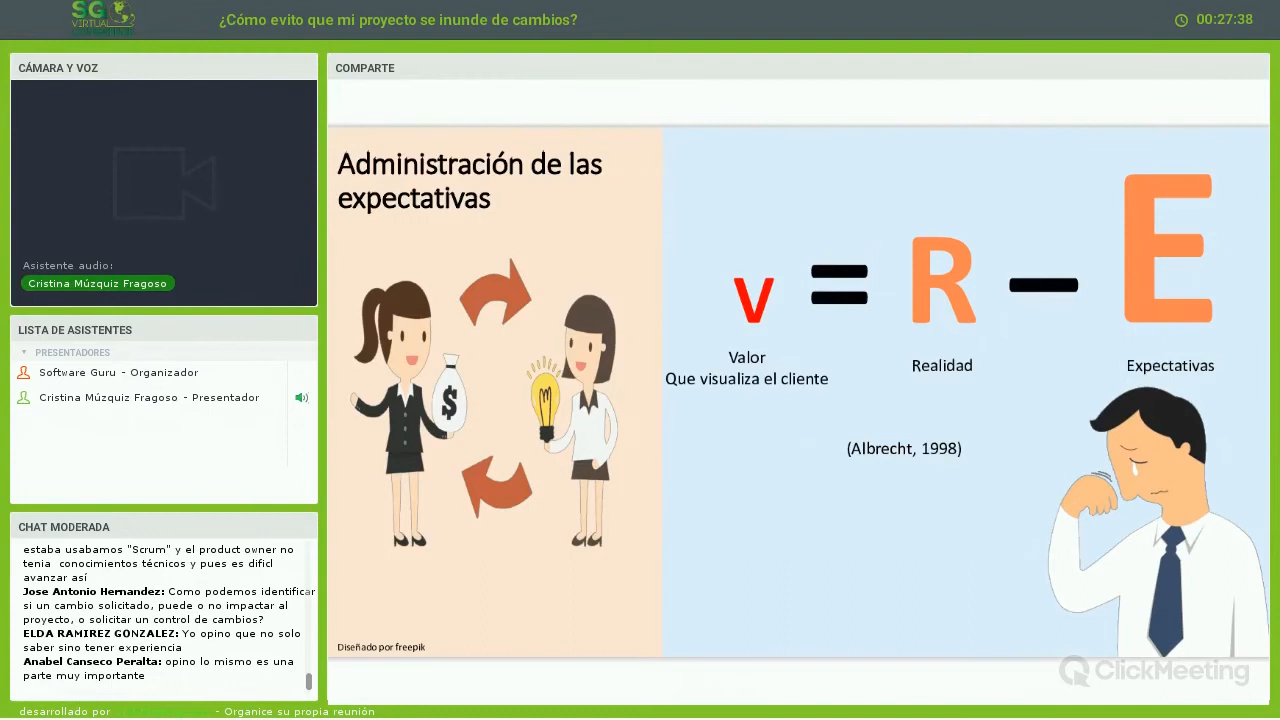 SG
VIRTUAL
¿Cómo evito que mi proyecto se inunde de cambios?
00:27:38
CÁMARA Y VOZ
Asistente audio:
Cristina Múzquiz Fragoso
LISTA DE ASISTENTES
PRESENTADORES
Software Guru - Organizador
Cristina Múzquiz Fragoso - Presentador
CHAT MODERADA
estaba usabamos "Scrum" y el product owner no
tenia conocimientos técnicos y pues es dificl
avanzar así
Jose Antonio Hernandez: Como podemos identificar
si un cambio solicitado, puede o no impactar al
proyecto, o solicitar un control de cambios?
ELDA RAMIREZ GONZALEZ: Yo opino que no solo
saber sino tener experiencia
Anabel Canseco Peralta: opino lo mismo es una
parte muy importante
COMPARTE
Administración de las
expectativas
$
Diseñado por freepik
v = R – E
Valor
Que visualiza el cliente
Realidad
Expectativas
(Albrecht, 1998)
ClickMeeting
desarrollado por
- Organice su propia reunión